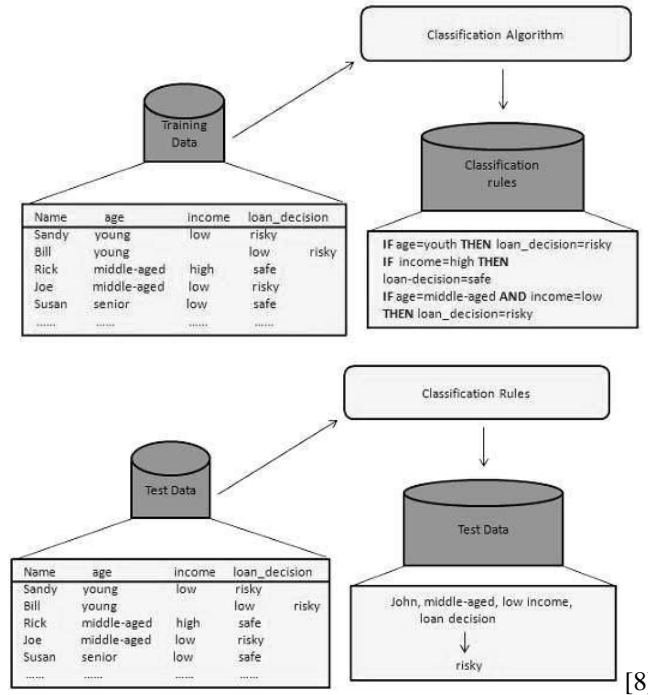 Classification Algorithm
Training
Data
Classification
rules
Name age income loan_decision
Sandy young low risky
Bill young low risky
Rick middle-aged high safe
Joe middle-aged low risky
Susan senior low safe
...... ...... ...... ......
IF age=youth THEN loan_decision=risky
IF income=high THEN
loan-decision=safe
IF age=middle-aged AND income=low
THEN loan_decision=risky
Classification Rules
Test Data
Test Data
Name age income loan_decision
Sandy young low risky
Bill young low risky
Rick middle-aged high safe
Joe middle-aged low risky
Susan senior low safe
...... ...... ...... ......
John, middle-aged, low income,
loan decision
risky
[8